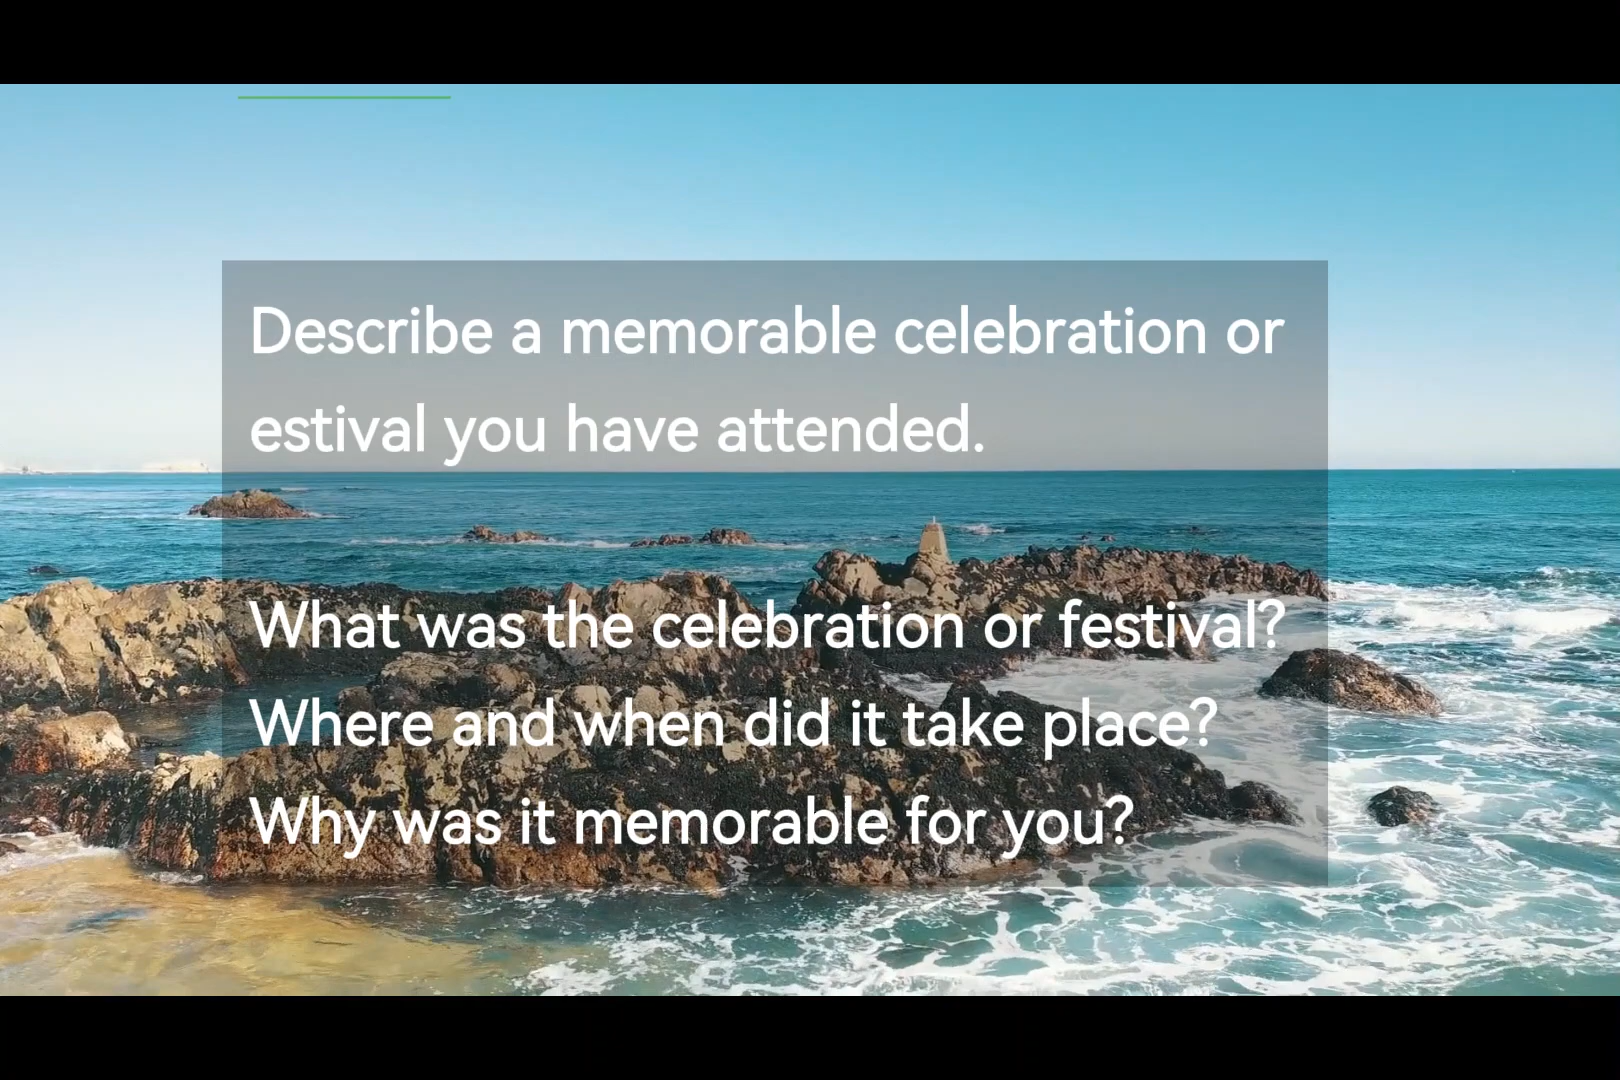 Describe a memorable celebration or
estival you have attended.
What was the celebration or festival?
Where and when did it take place?
Why was it memorable for you?